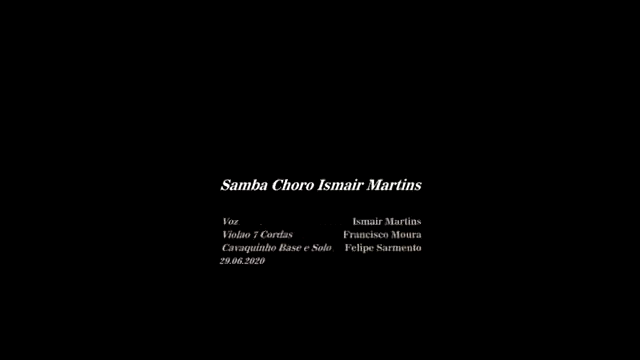 Samba Choro Ismair Martins
Voz Ismair Martins
Violao 7 Cordas Francisco Moura
Cavaquinho Base e Solo Felipe Sarmento
29.06.2020